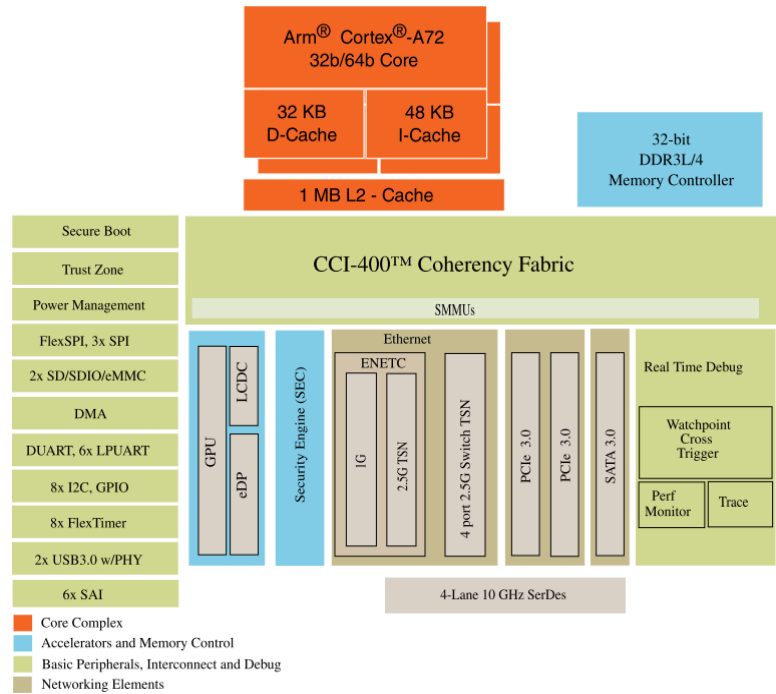 Arm® Cortex®-A72
32b/64b Core
32 KB
D-Cache
48 KB
I-Cache
1 MB L2 - Cache
32-bit
DDR3L/4
Memory Controller
Secure Boot
Trust Zone
Power Management
FlexSPI, 3x SPI
2x SD/SDIO/eMMC
DMA
DUART, 6x LPUART
8x I2C, GPIO
8x FlexTimer
2x USB3.0 w/PHY
6x SAI
CCI-400™ Coherency Fabric
SMMUs
GPU
LCDC
eDP
Security Engine (SEC)
Ethernet
ENETC
1G
2.5G TSN
4 port 2.5G Switch TSN
PCIe 3.0
PCIe 3.0
SATA 3.0
Real Time Debug
Watchpoint
Cross
Trigger
Perf
Monitor
Trace
4-Lane 10 GHz SerDes
Core Complex
Accelerators and Memory Control
Basic Peripherals, Interconnect and Debug
Networking Elements